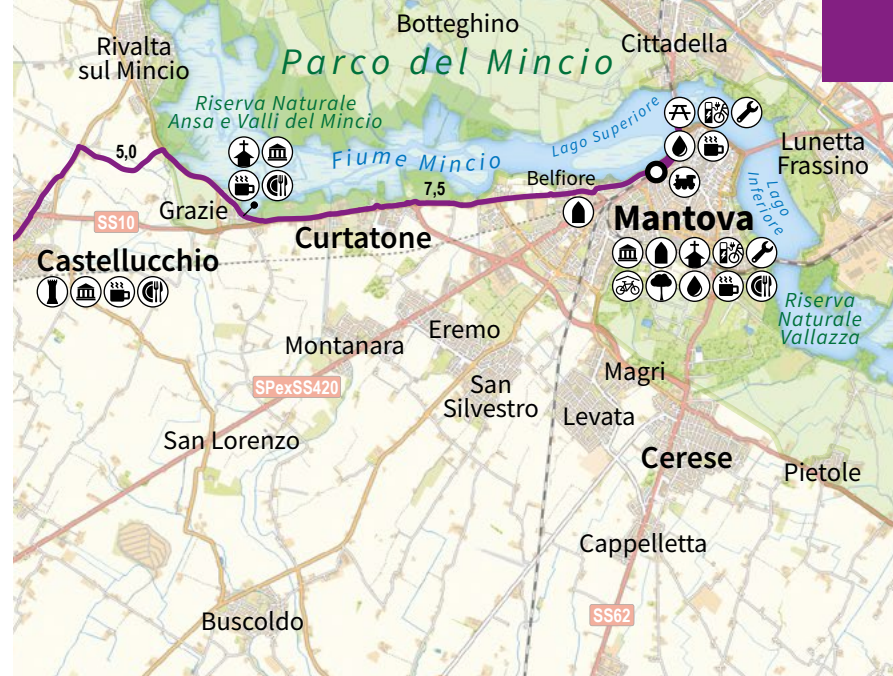 Botteghino
Rivalta
sul Mincio
Cittadella
Parco del Mincio
Riserva Naturale
Ansa e Valli del Mincio
Lago Superiore
5,0
Fiume Mincio
Lunetta
Frassino
7,5
Belfiore
Lago
Inferiore
Grazie
SS10
Curtatone
Mantova
Castellucchio
Riserva
Naturale
Vallazza
Eremo
Montanara
Magri
SPexSS420
San
Silvestro
Levata
San Lorenzo
Cerese
Pietole
Cappelletta
Buscoldo
SS62